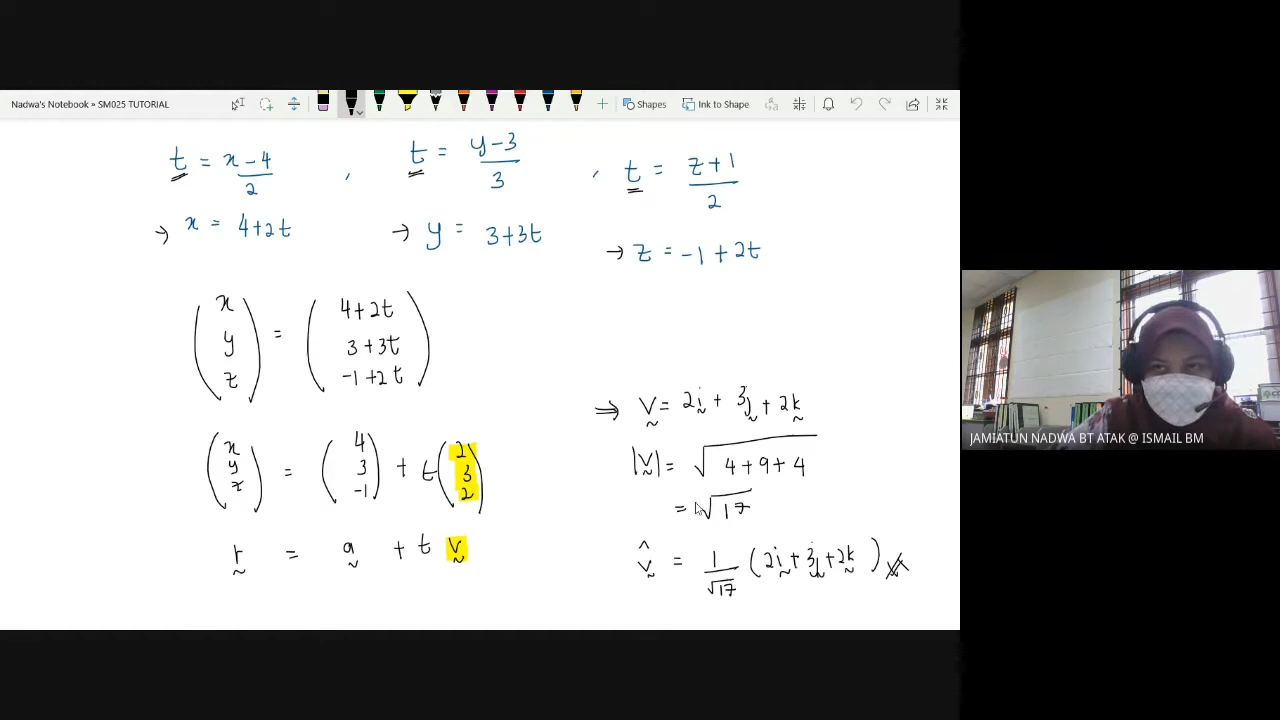 Nadwa's Notebook » SM025 TUTORIAL
Shapes
Ink to Shape
t = x-4/2 , t = y-3/3 , t = z+1/2
→ x = 4+2t → y = 3+3t → z = -1+2t
(x y z) = (4+2t 3+3t -1+2t)
(x y z) = (4 3 -1) + t(2 3 2)
r = a + t v
⇒ v = 2i + 3j + 2k
|v| = √4+9+4
= √17
v̂ = 1/√17 (2i+3j+2k)
JAMIATUN NADWA BT ATAK @ ISMAIL BM